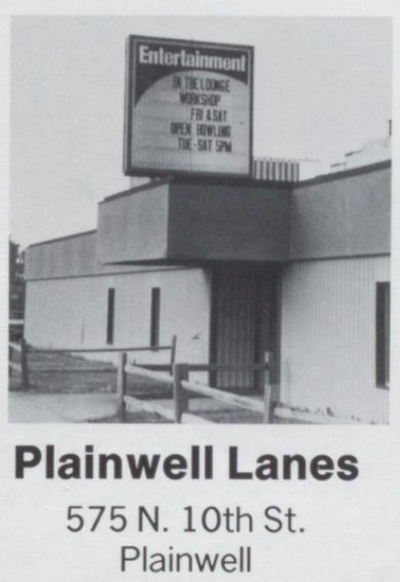 Entertainment
IN THE LOUNGE
WORKSHOP
FRI & SAT
OPEN BOWLING
TUE-SAT 5PM
Plainwell Lanes
575 N. 10th St.
Plainwell